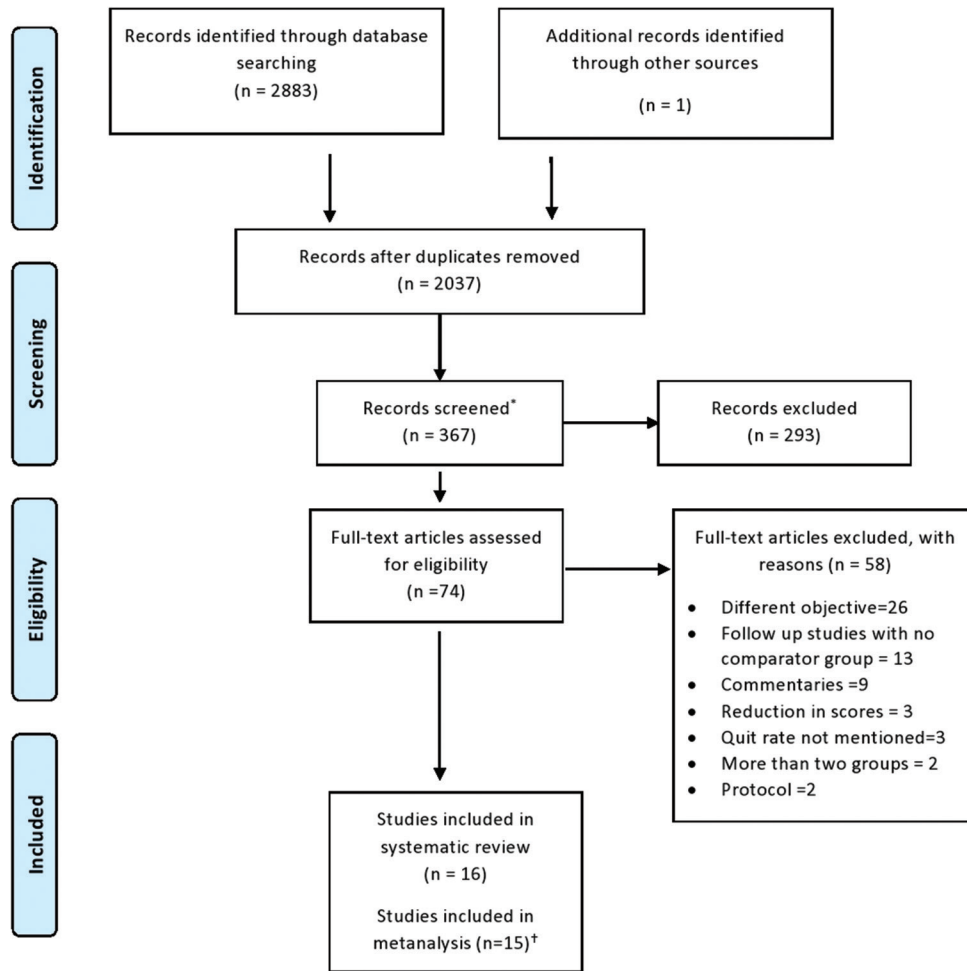 Identification
Records identified through database
searching
(n = 2883)
Additional records identified
through other sources
(n = 1)
Records after duplicates removed
(n = 2037)
Screening
Records screened*
(n = 367)
Records excluded
(n = 293)
Eligibility
Full-text articles assessed
for eligibility
(n =74)
Full-text articles excluded, with
reasons (n = 58)
• Different objective=26
• Follow up studies with no
comparator group = 13
• Commentaries =9
• Reduction in scores = 3
• Quit rate not mentioned=3
• More than two groups = 2
• Protocol =2
Included
Studies included in
systematic review
(n = 16)
Studies included in
metanalysis (n=15)†